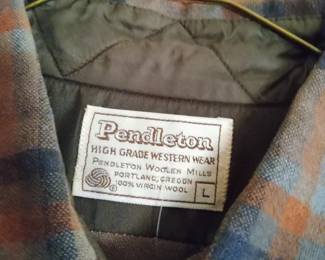 Pendleton
HIGH GRADE WESTERN WEAR
PENDLETON WOOLEN MILLS
PORTLAND, OREGON
100% VIRGIN WOOL
L